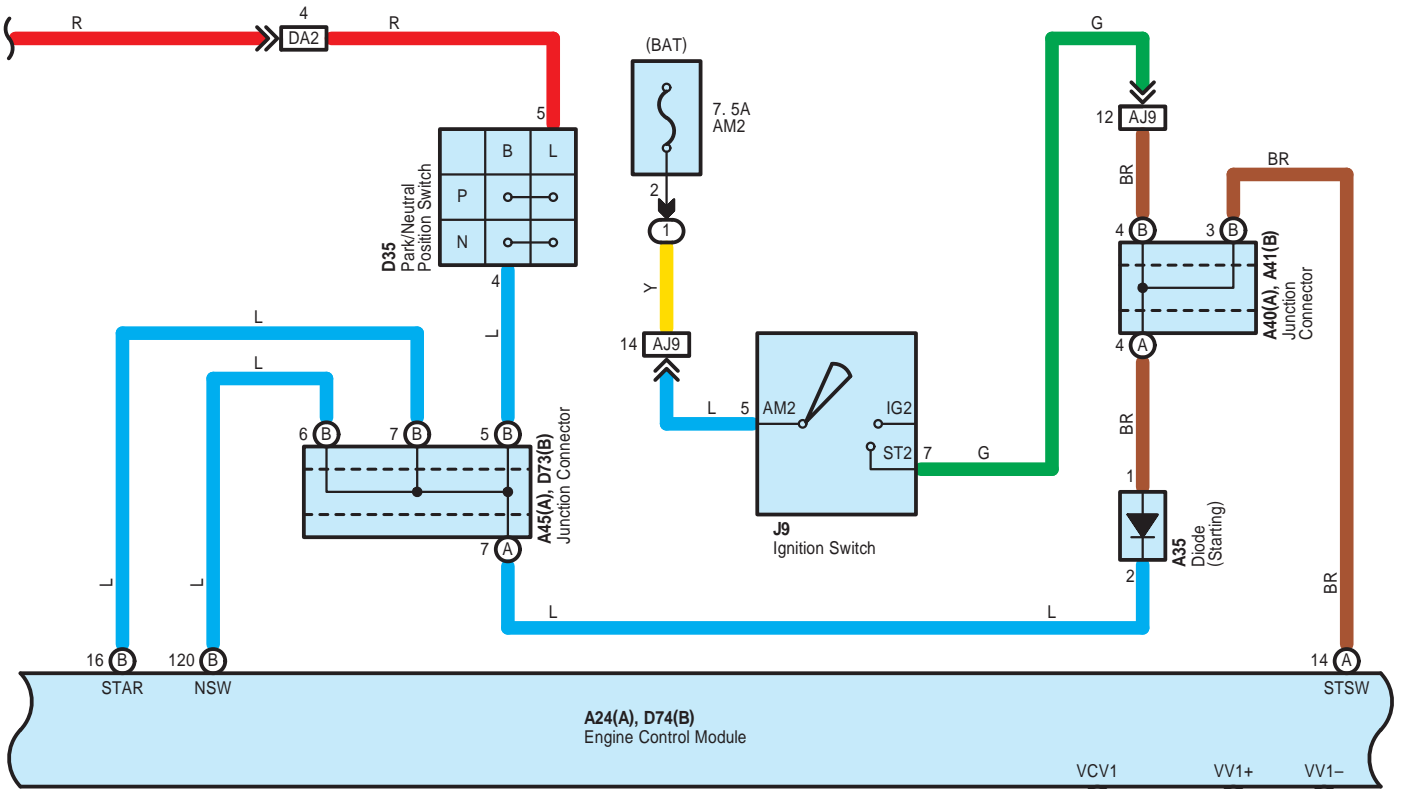 R
4
DA2
R
5
B
L
P
N
D35
Park/Neutral
Position Switch
4
L
(BAT)
7. 5A
AM2
2
1
Y
14
AJ9
L
5
AM2
IG2
ST2
7
G
J9
Ignition Switch
G
12
AJ9
BR
BR
4
B
3
B
A40(A), A41(B)
Junction
Connector
4
A
BR
1
A35
Diode
(Starting)
2
L
L
6
B
7
B
5
B
A45(A), D73(B)
Junction Connector
7
A
L
L
L
L
BR
16
B
STAR
120
B
NSW
14
A
STSW
A24(A), D74(B)
Engine Control Module
VCV1
VV1+
VV1–